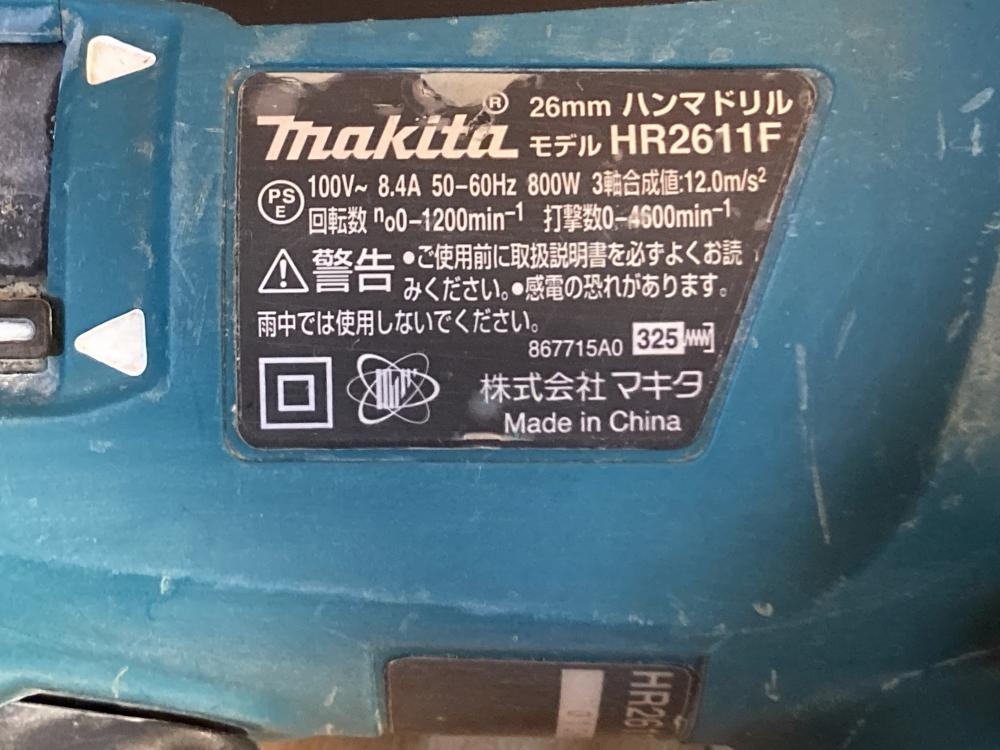 makita®
26mm ハンマドリル
モデル HR2611F
PS E
100V~ 8.4A 50-60Hz 800W 3軸合成値:12.0m/s²
回転数 n₀0-1200min⁻¹ 打撃数0-4600min⁻¹
警告 •ご使用前に取扱説明書を必ずよくお読
みください。•感電の恐れがあります。
雨中では使用しないでください。
867715A0 325
株式会社 マキタ
Made in China
HR261